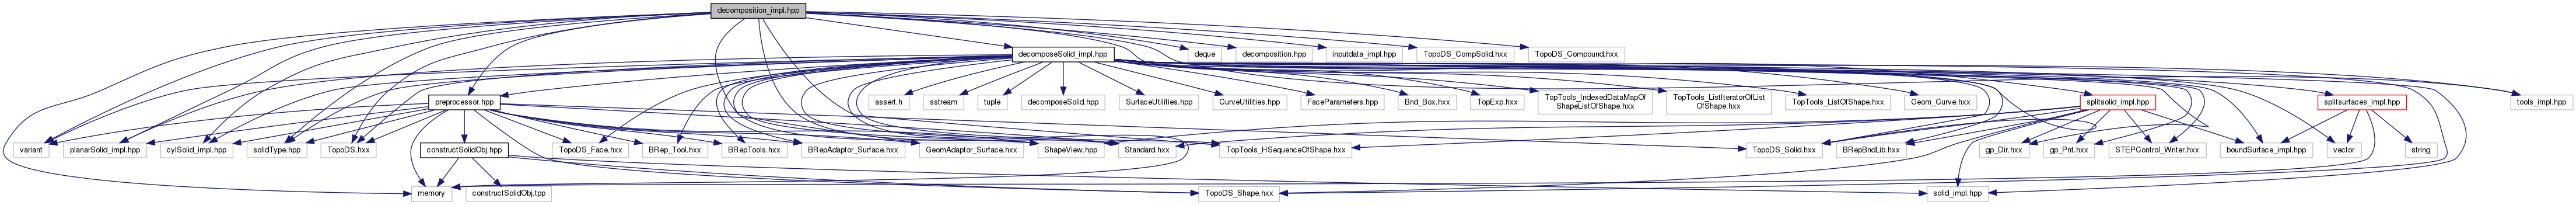 decomposition_impl.hpp
decomposeSolid_impl.hpp
deque
decomposition.hpp
inputdata_impl.hpp
TopoDS_CompSolid.hxx
TopoDS_Compound.hxx
preprocessor.hpp
assert.h
sstream
tuple
decomposeSolid.hpp
SurfaceUtilities.hpp
CurveUtilities.hpp
FaceParameters.hpp
Bnd_Box.hxx
TopExp.hxx
TopTools_IndexedDataMapOf
ShapeListOfShape.hxx
TopTools_ListIteratorOfList
OfShape.hxx
TopTools_ListOfShape.hxx
Geom_Curve.hxx
splitsolid_impl.hpp
splitsurfaces_impl.hpp
tools_impl.hpp
variant
planarSolid_impl.hpp
cylSolid_impl.hpp
solidType.hpp
TopoDS.hxx
constructSolidObj.hpp
TopoDS_Face.hxx
BRep_Tool.hxx
BRepTools.hxx
BRepAdaptor_Surface.hxx
GeomAdaptor_Surface.hxx
ShapeView.hpp
Standard.hxx
TopTools_HSequenceOfShape.hxx
TopoDS_Solid.hxx
BRepBndLib.hxx
gp_Dir.hxx
gp_Pnt.hxx
STEPControl_Writer.hxx
boundSurface_impl.hpp
vector
string
memory
constructSolidObj.tpp
TopoDS_Shape.hxx
solid_impl.hpp